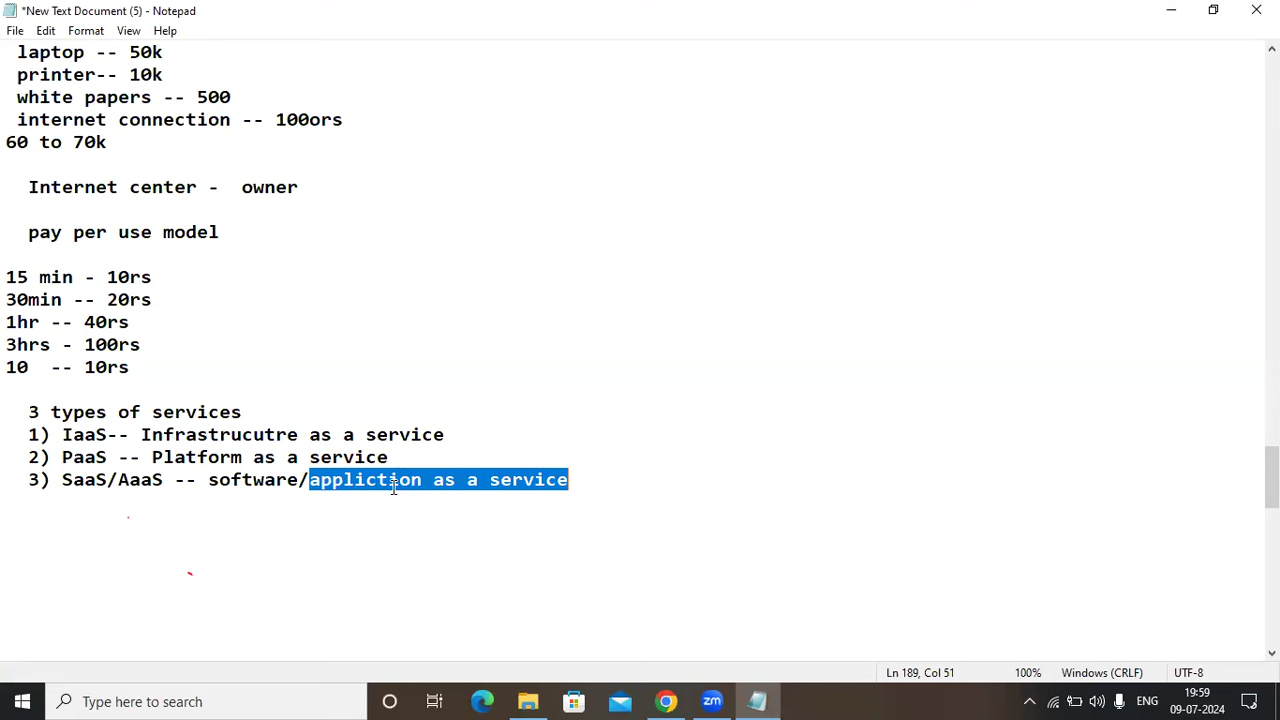 *New Text Document (5) - Notepad
File Edit Format View Help
laptop -- 50k
printer-- 10k
white papers -- 500
internet connection -- 100ors
60 to 70k
Internet center - owner
pay per use model
15 min - 10rs
30min -- 20rs
1hr -- 40rs
3hrs - 100rs
10 -- 10rs
3 types of services
1) IaaS-- Infrastrucutre as a service
2) PaaS -- Platform as a service
3) SaaS/AaaS -- software/appliction as a service
Ln 189, Col 51 100% Windows (CRLF) UTF-8
Type here to search
zm
ENG
19:59
09-07-2024